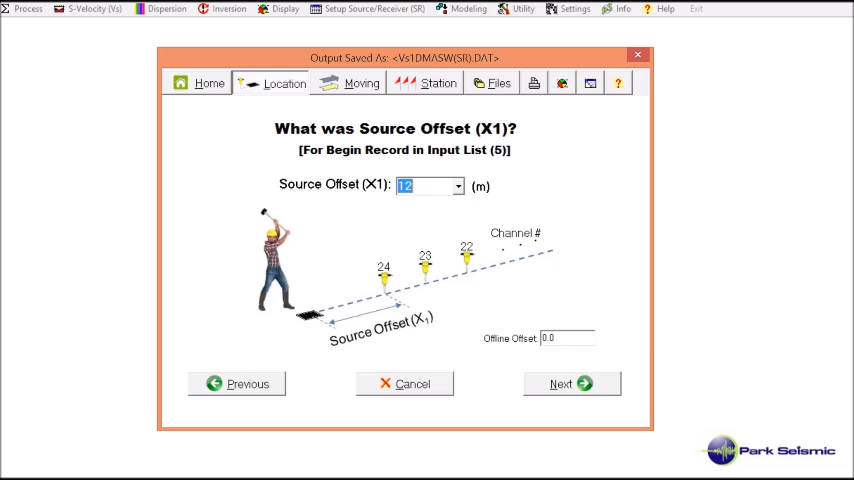 Process S-Velocity (Vs) Dispersion Inversion Display Setup Source/Receiver (SR) Modeling Utility Settings Info ? Help Exit
Output Saved As: <Vs1DMASW(SR).DAT>
Home Location Moving Station Files ?
What was Source Offset (X1)?
[For Begin Record in Input List (5)]
Source Offset (X1): 12 (m)
Channel #
24 23 22
Source Offset (X1)
Offline Offset: 0.0
Previous Cancel Next
Park Seismic